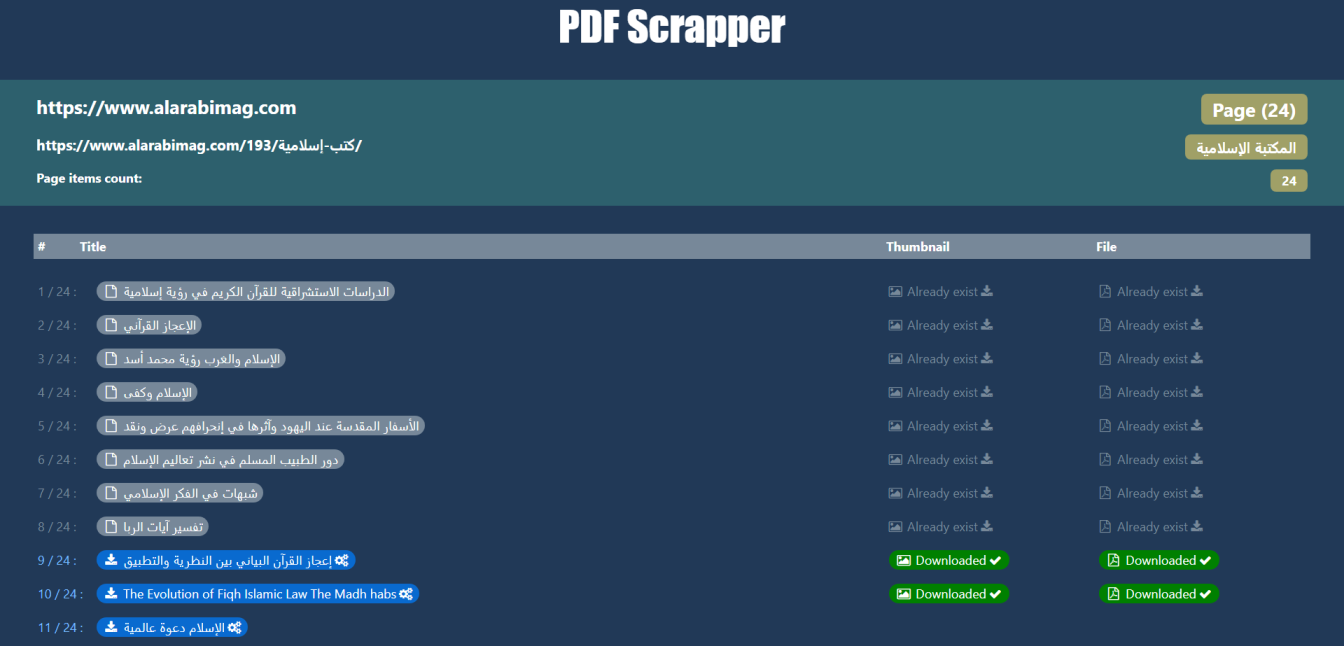 PDF Scrapper
https://www.alarabimag.com
Page (24)
https://www.alarabimag.com/193/كتب-إسلامية/
المكتبة الإسلامية
Page items count:
24
# Title Thumbnail File
1 / 24 : الدراسات الاستشراقية للقرآن الكريم في رؤية إسلامية Already exist Already exist
2 / 24 : الإعجاز القرآني Already exist Already exist
3 / 24 : الإسلام والغرب رؤية محمد أسد Already exist Already exist
4 / 24 : الإسلام وكفى Already exist Already exist
5 / 24 : الأسفار المقدسة عند اليهود وآثرها في إنحرافهم عرض ونقد Already exist Already exist
6 / 24 : دور الطبيب المسلم في نشر تعاليم الإسلام Already exist Already exist
7 / 24 : شبهات في الفكر الإسلامي Already exist Already exist
8 / 24 : تفسير آيات الربا Already exist Already exist
9 / 24 : إعجاز القرآن البياني بين النظرية والتطبيق Downloaded Downloaded
10 / 24 : The Evolution of Fiqh Islamic Law The Madh habs Downloaded Downloaded
11 / 24 : الإسلام دعوة عالمية